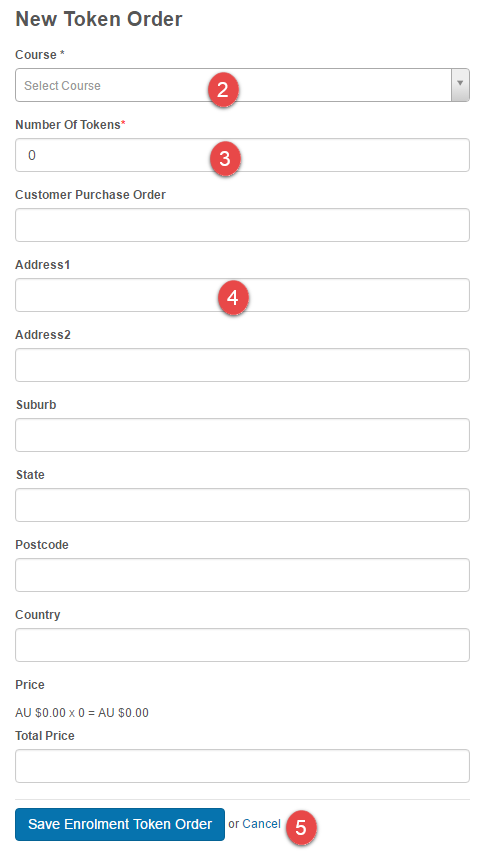 New Token Order
Course *
Select Course
2
Number Of Tokens*
0
3
Customer Purchase Order
Address1
4
Address2
Suburb
State
Postcode
Country
Price
AU $0.00 x 0 = AU $0.00
Total Price
Save Enrolment Token Order or Cancel 5